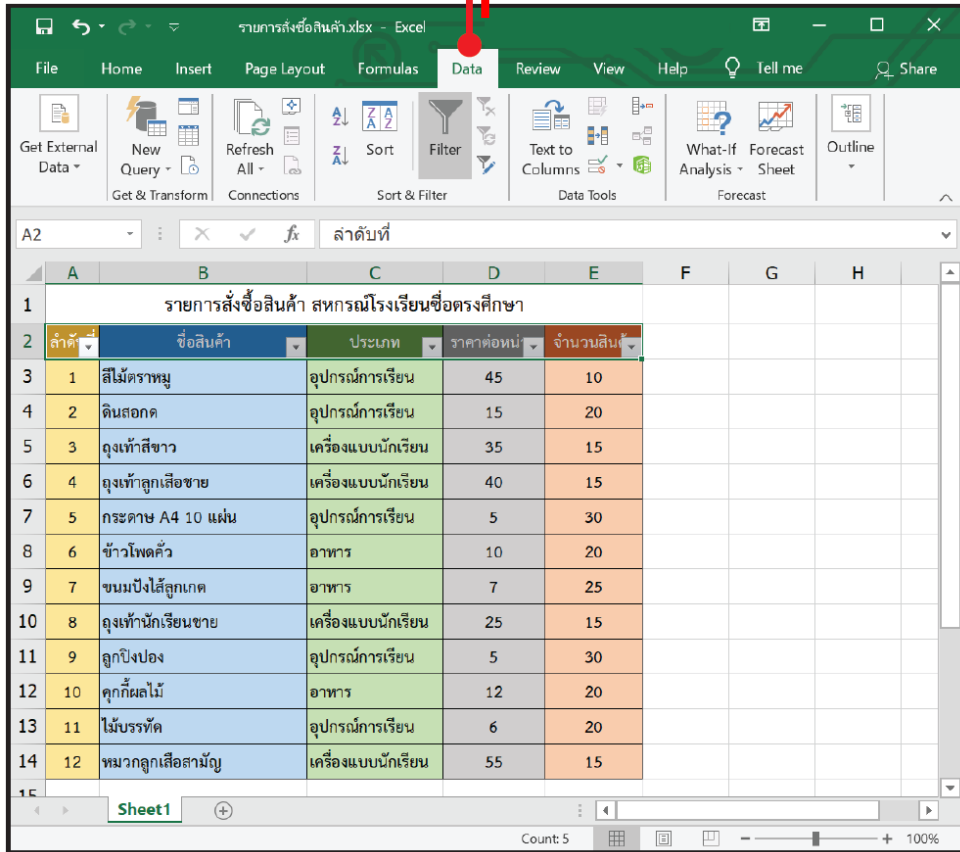 รายการสั่งซื้อสินค้า.xlsx - Excel
File Home Insert Page Layout Formulas Data Review View Help Tell me Share
Get External Data
New Query
Refresh All
Sort
Filter
Text to Columns
What-If Analysis
Forecast Sheet
Outline
Get & Transform Connections Sort & Filter Data Tools Forecast
A2 fx ลำดับที่
A B C D E F G H
1 รายการสั่งซื้อสินค้า สหกรณ์โรงเรียนซื่อตรงศึกษา
2 ชื่อสินค้า ประเภท
3 1 สีไม้ตราหมู อุปกรณ์การเรียน 45 10
4 2 ดินสอกด อุปกรณ์การเรียน 15 20
5 3 ถุงเท้าสีขาว เครื่องแบบนักเรียน 35 15
6 4 ถุงเท้าลูกเสือชาย เครื่องแบบนักเรียน 40 15
7 5 กระดาษ A4 10 แผ่น อุปกรณ์การเรียน 5 30
8 6 ข้าวโพดคั่ว อาหาร 10 20
9 7 ขนมปังไส้ลูกเกด อาหาร 7 25
10 8 ถุงเท้านักเรียนชาย เครื่องแบบนักเรียน 25 15
11 9 ลูกปิงปอง อุปกรณ์การเรียน 5 30
12 10 คุกกี้ผลไม้ อาหาร 12 20
13 11 ไม้บรรทัด อุปกรณ์การเรียน 6 20
14 12 หมวกลูกเสือสามัญ เครื่องแบบนักเรียน 55 15
15
Sheet1
Count: 5 100%